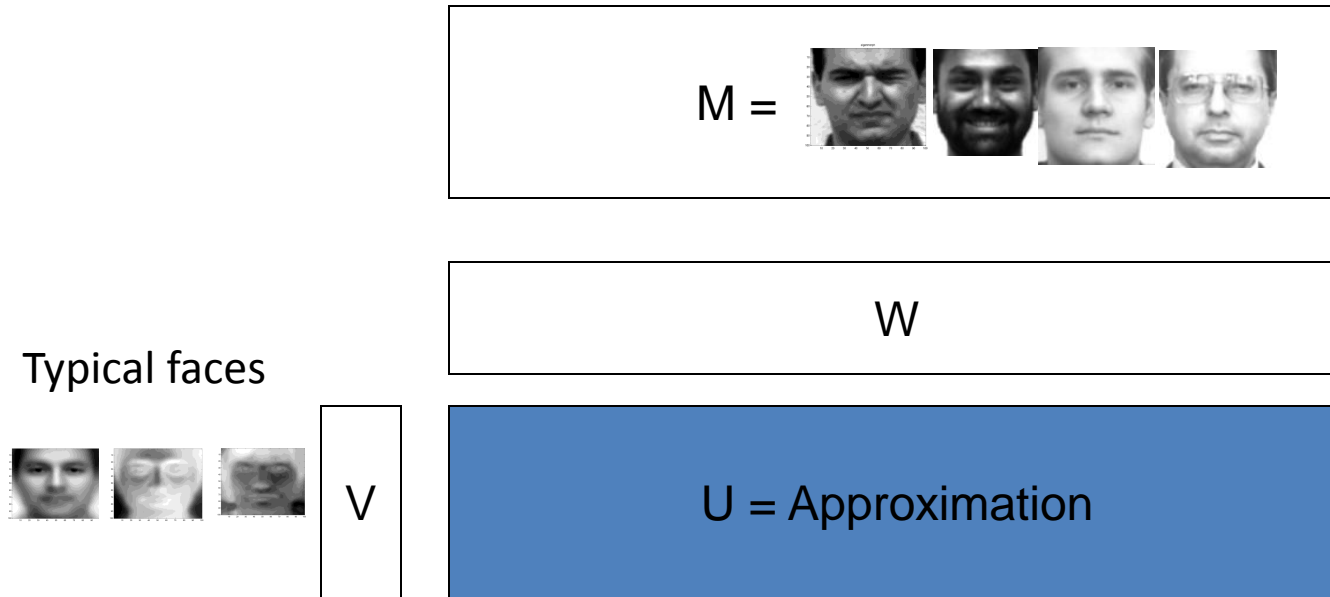 M =
W
Typical faces
V
U = Approximation